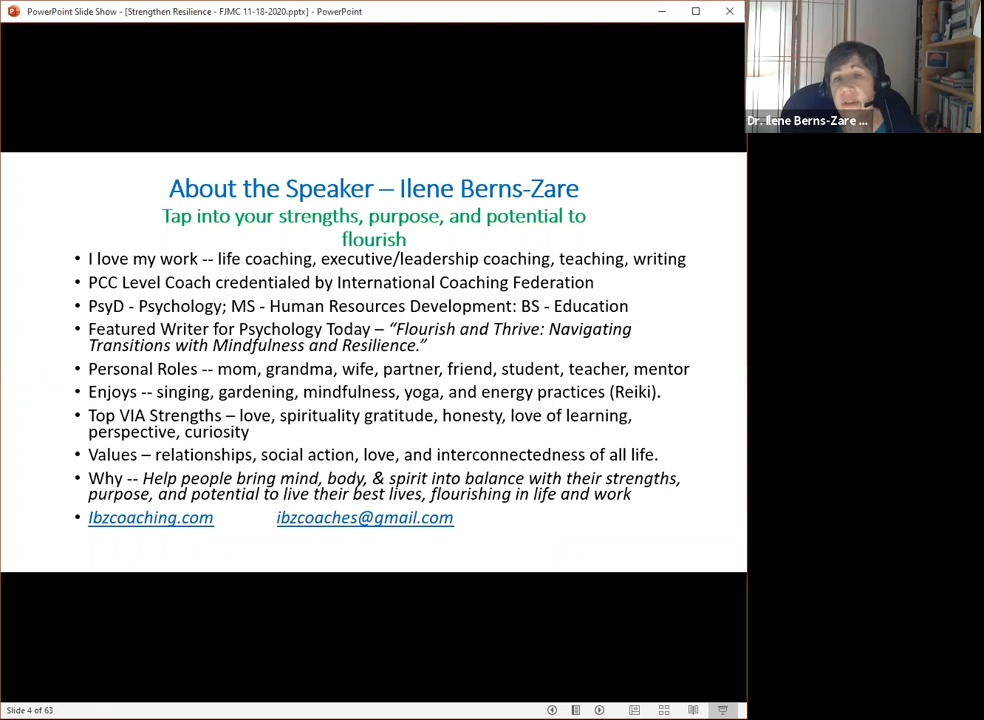 PowerPoint Slide Show - [Strengthen Resilience - FJMC 11-18-2020.pptx] - PowerPoint
Dr. Ilene Berns-Zare ...
About the Speaker – Ilene Berns-Zare
Tap into your strengths, purpose, and potential to
flourish
• I love my work -- life coaching, executive/leadership coaching, teaching, writing
• PCC Level Coach credentialed by International Coaching Federation
• PsyD - Psychology; MS - Human Resources Development: BS - Education
• Featured Writer for Psychology Today – “Flourish and Thrive: Navigating
Transitions with Mindfulness and Resilience.”
• Personal Roles -- mom, grandma, wife, partner, friend, student, teacher, mentor
• Enjoys -- singing, gardening, mindfulness, yoga, and energy practices (Reiki).
• Top VIA Strengths – love, spirituality gratitude, honesty, love of learning,
perspective, curiosity
• Values – relationships, social action, love, and interconnectedness of all life.
• Why -- Help people bring mind, body, & spirit into balance with their strengths,
purpose, and potential to live their best lives, flourishing in life and work
• Ibzcoaching.com ibzcoaches@gmail.com
Slide 4 of 63